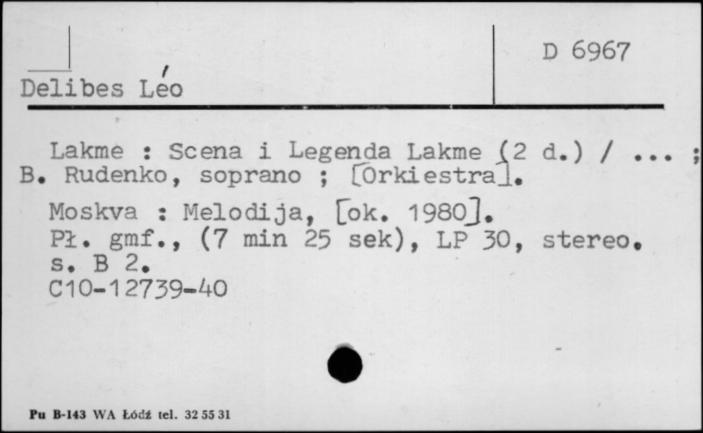 D 6967
Delibes Léo
Lakme : Scena i Legenda Lakme (2 d.) / ... ;
B. Rudenko, soprano ; [Orkiestra].
Moskva : Melodija, [ok. 1980].
Pł. gmf., (7 min 25 sek), LP 30, stereo.
s. B 2.
C10-12739-40
Pu B-143 WA Łódź tel. 32 55 31